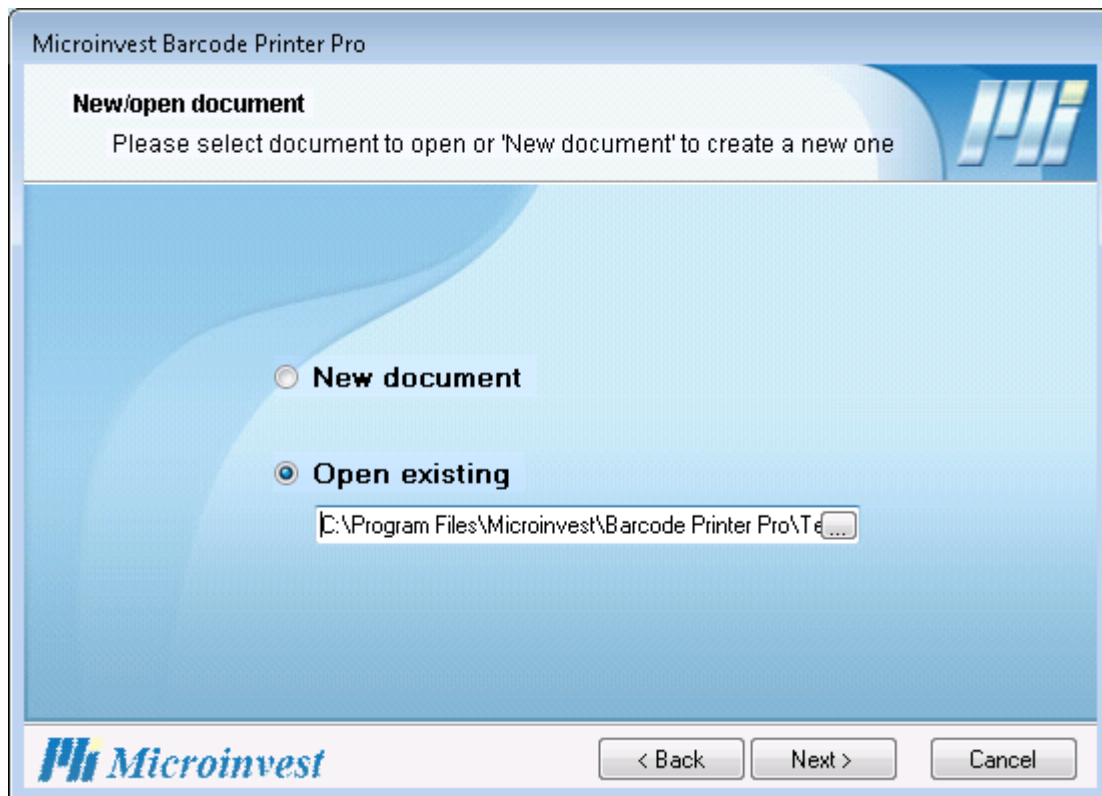 Microinvest Barcode Printer Pro
New/open document
Please select document to open or 'New document' to create a new one
New document
Open existing
C:\Program Files\Microinvest\Barcode Printer Pro\Te
...
Microinvest
< Back
Next >
Cancel